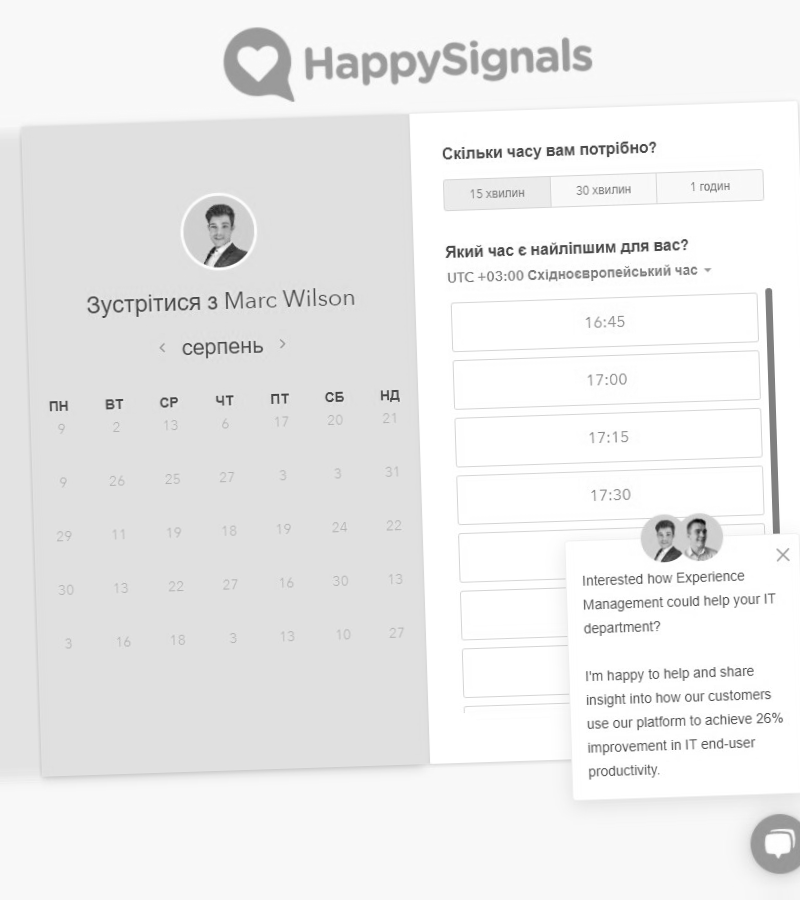 HappySignals
Зустрітися з Marc Wilson
серпень
ПН ВТ СР ЧТ ПТ СБ НД
9 2 13 6 17 20 21
9 26 25 27 3 3 31
29 11 19 18 19 24 22
30 13 22 27 16 30 13
3 16 18 3 13 10 27
Скільки часу вам потрібно?
15 хвилин 30 хвилин 1 годин
Який час є найліпшим для вас?
UTC +03:00 Східноєвропейський час
16:45
17:00
17:15
17:30
Interested how Experience
Management could help your IT
department?
I'm happy to help and share
insight into how our customers
use our platform to achieve 26%
improvement in IT end-user
productivity.